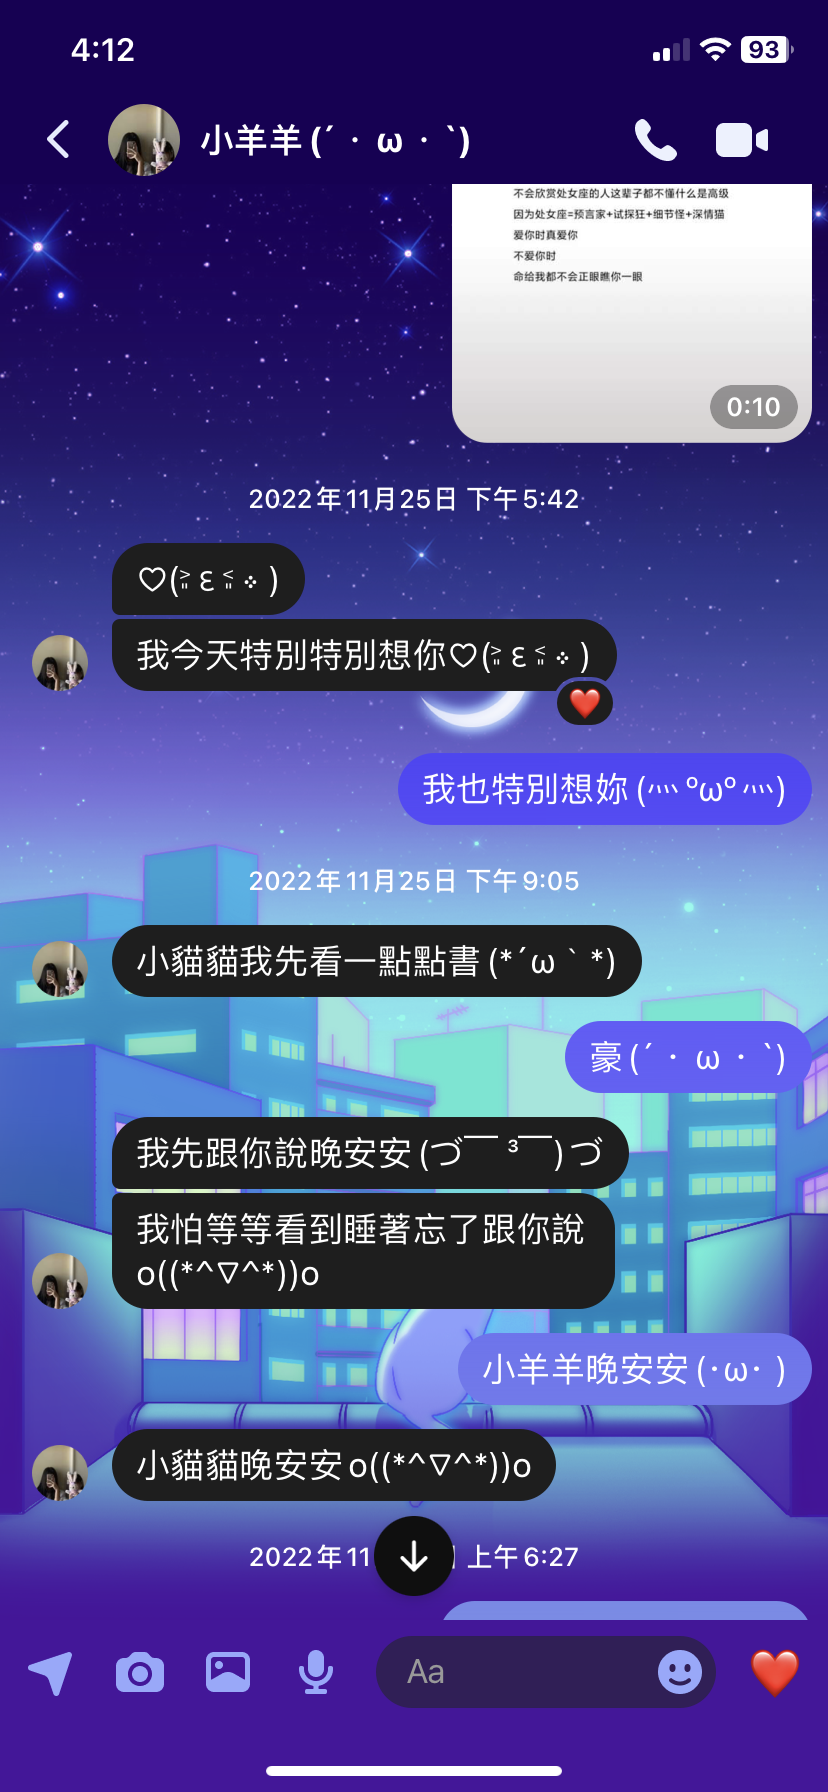 4:12
93
小羊羊(´・ω・`)
不会欣赏处女座的人这辈子都不懂什么是高级
因为处女座=预言家+试探狂+细节怪+深情猫
爱你时真爱你
不爱你时
命给我都不会正眼瞧你一眼
0:10
2022年11月25日 下午5:42
♡(˃̶͈ ε ˂̶͈ ༶ )
我今天特別特別想你♡(˃̶͈ ε ˂̶͈ ༶ )
我也特別想妳(灬ºωº灬)
2022年11月25日 下午9:05
小貓貓我先看一點點書(*´ω｀*)
豪(´・ω・`)
我先跟你說晚安安(づ￣ ³￣)づ
我怕等等看到睡著忘了跟你說
o((*^▽^*))o
小羊羊晚安安(･ω･ )
小貓貓晚安安o((*^▽^*))o
2022年11 上午6:27
Aa